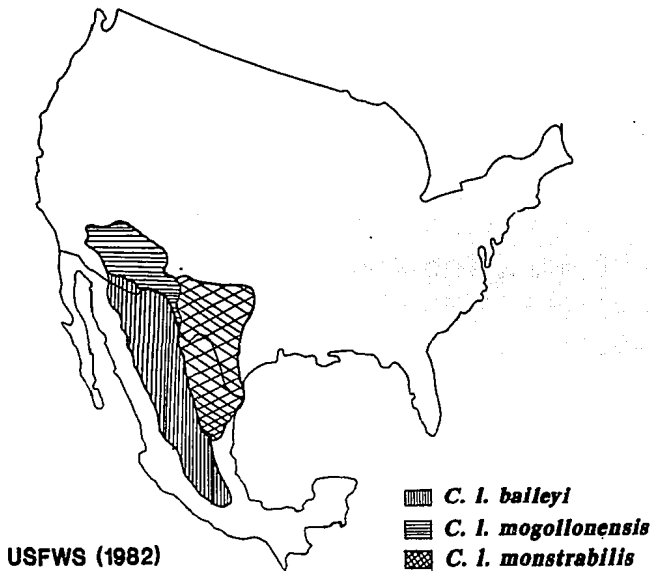 C. l. baileyi
C. l. mogollonensis
C. l. monstrabilis
USFWS (1982)